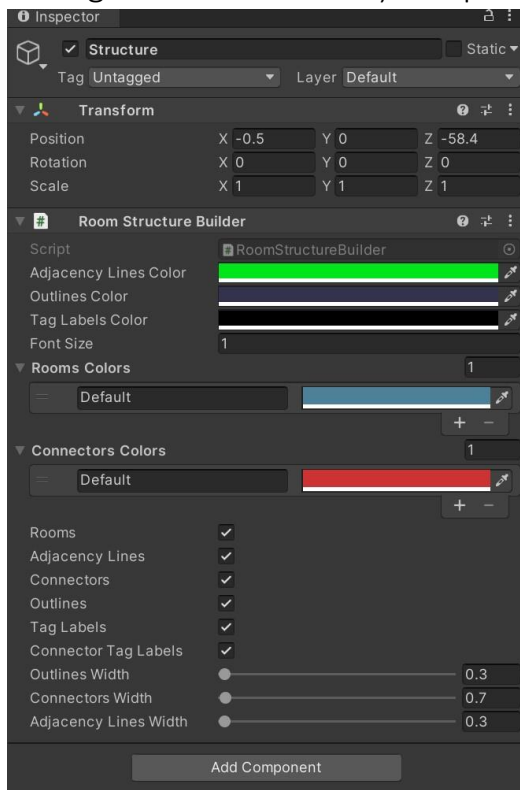 Inspector
Structure Static
Tag Untagged Layer Default
Transform
Position X -0.5 Y 0 Z -58.4
Rotation X 0 Y 0 Z 0
Scale X 1 Y 1 Z 1
# Room Structure Builder
Script # RoomStructureBuilder
Adjacency Lines Color
Outlines Color
Tag Labels Color
Font Size 1
Rooms Colors 1
Default
+ −
Connectors Colors 1
Default
+ −
Rooms
Adjacency Lines
Connectors
Outlines
Tag Labels
Connector Tag Labels
Outlines Width 0.3
Connectors Width 0.7
Adjacency Lines Width 0.3
Add Component